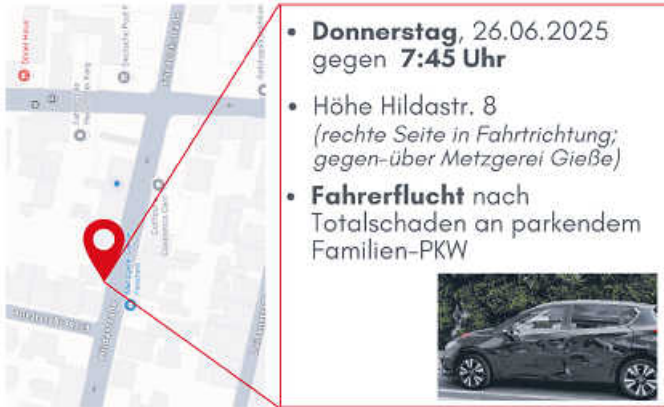 • Donnerstag, 26.06.2025
gegen 7:45 Uhr
• Höhe Hildastr. 8
(rechte Seite in Fahrtrichtung;
gegen-über Metzgerei Gieße)
• Fahrerflucht nach
Totalschaden an parkendem
Familien-PKW